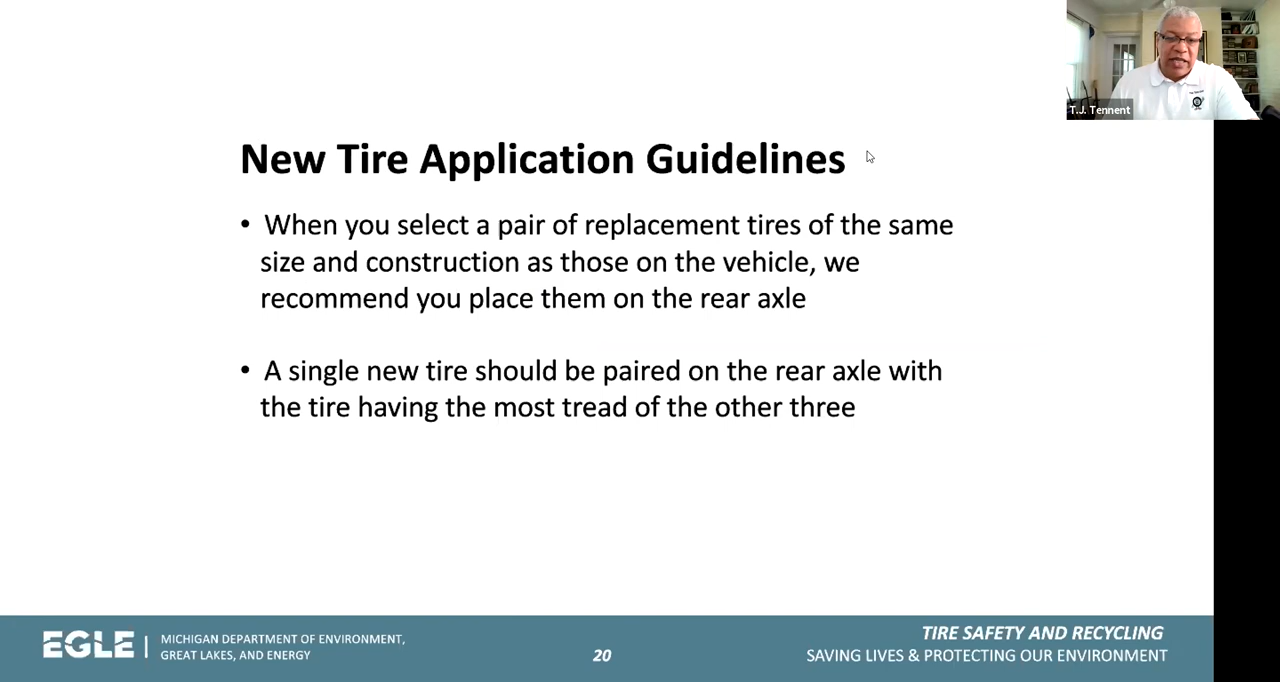 T.J. Tennent
New Tire Application Guidelines
• When you select a pair of replacement tires of the same
size and construction as those on the vehicle, we
recommend you place them on the rear axle
• A single new tire should be paired on the rear axle with
the tire having the most tread of the other three
EGLE
MICHIGAN DEPARTMENT OF ENVIRONMENT,
GREAT LAKES, AND ENERGY
20
TIRE SAFETY AND RECYCLING
SAVING LIVES & PROTECTING OUR ENVIRONMENT